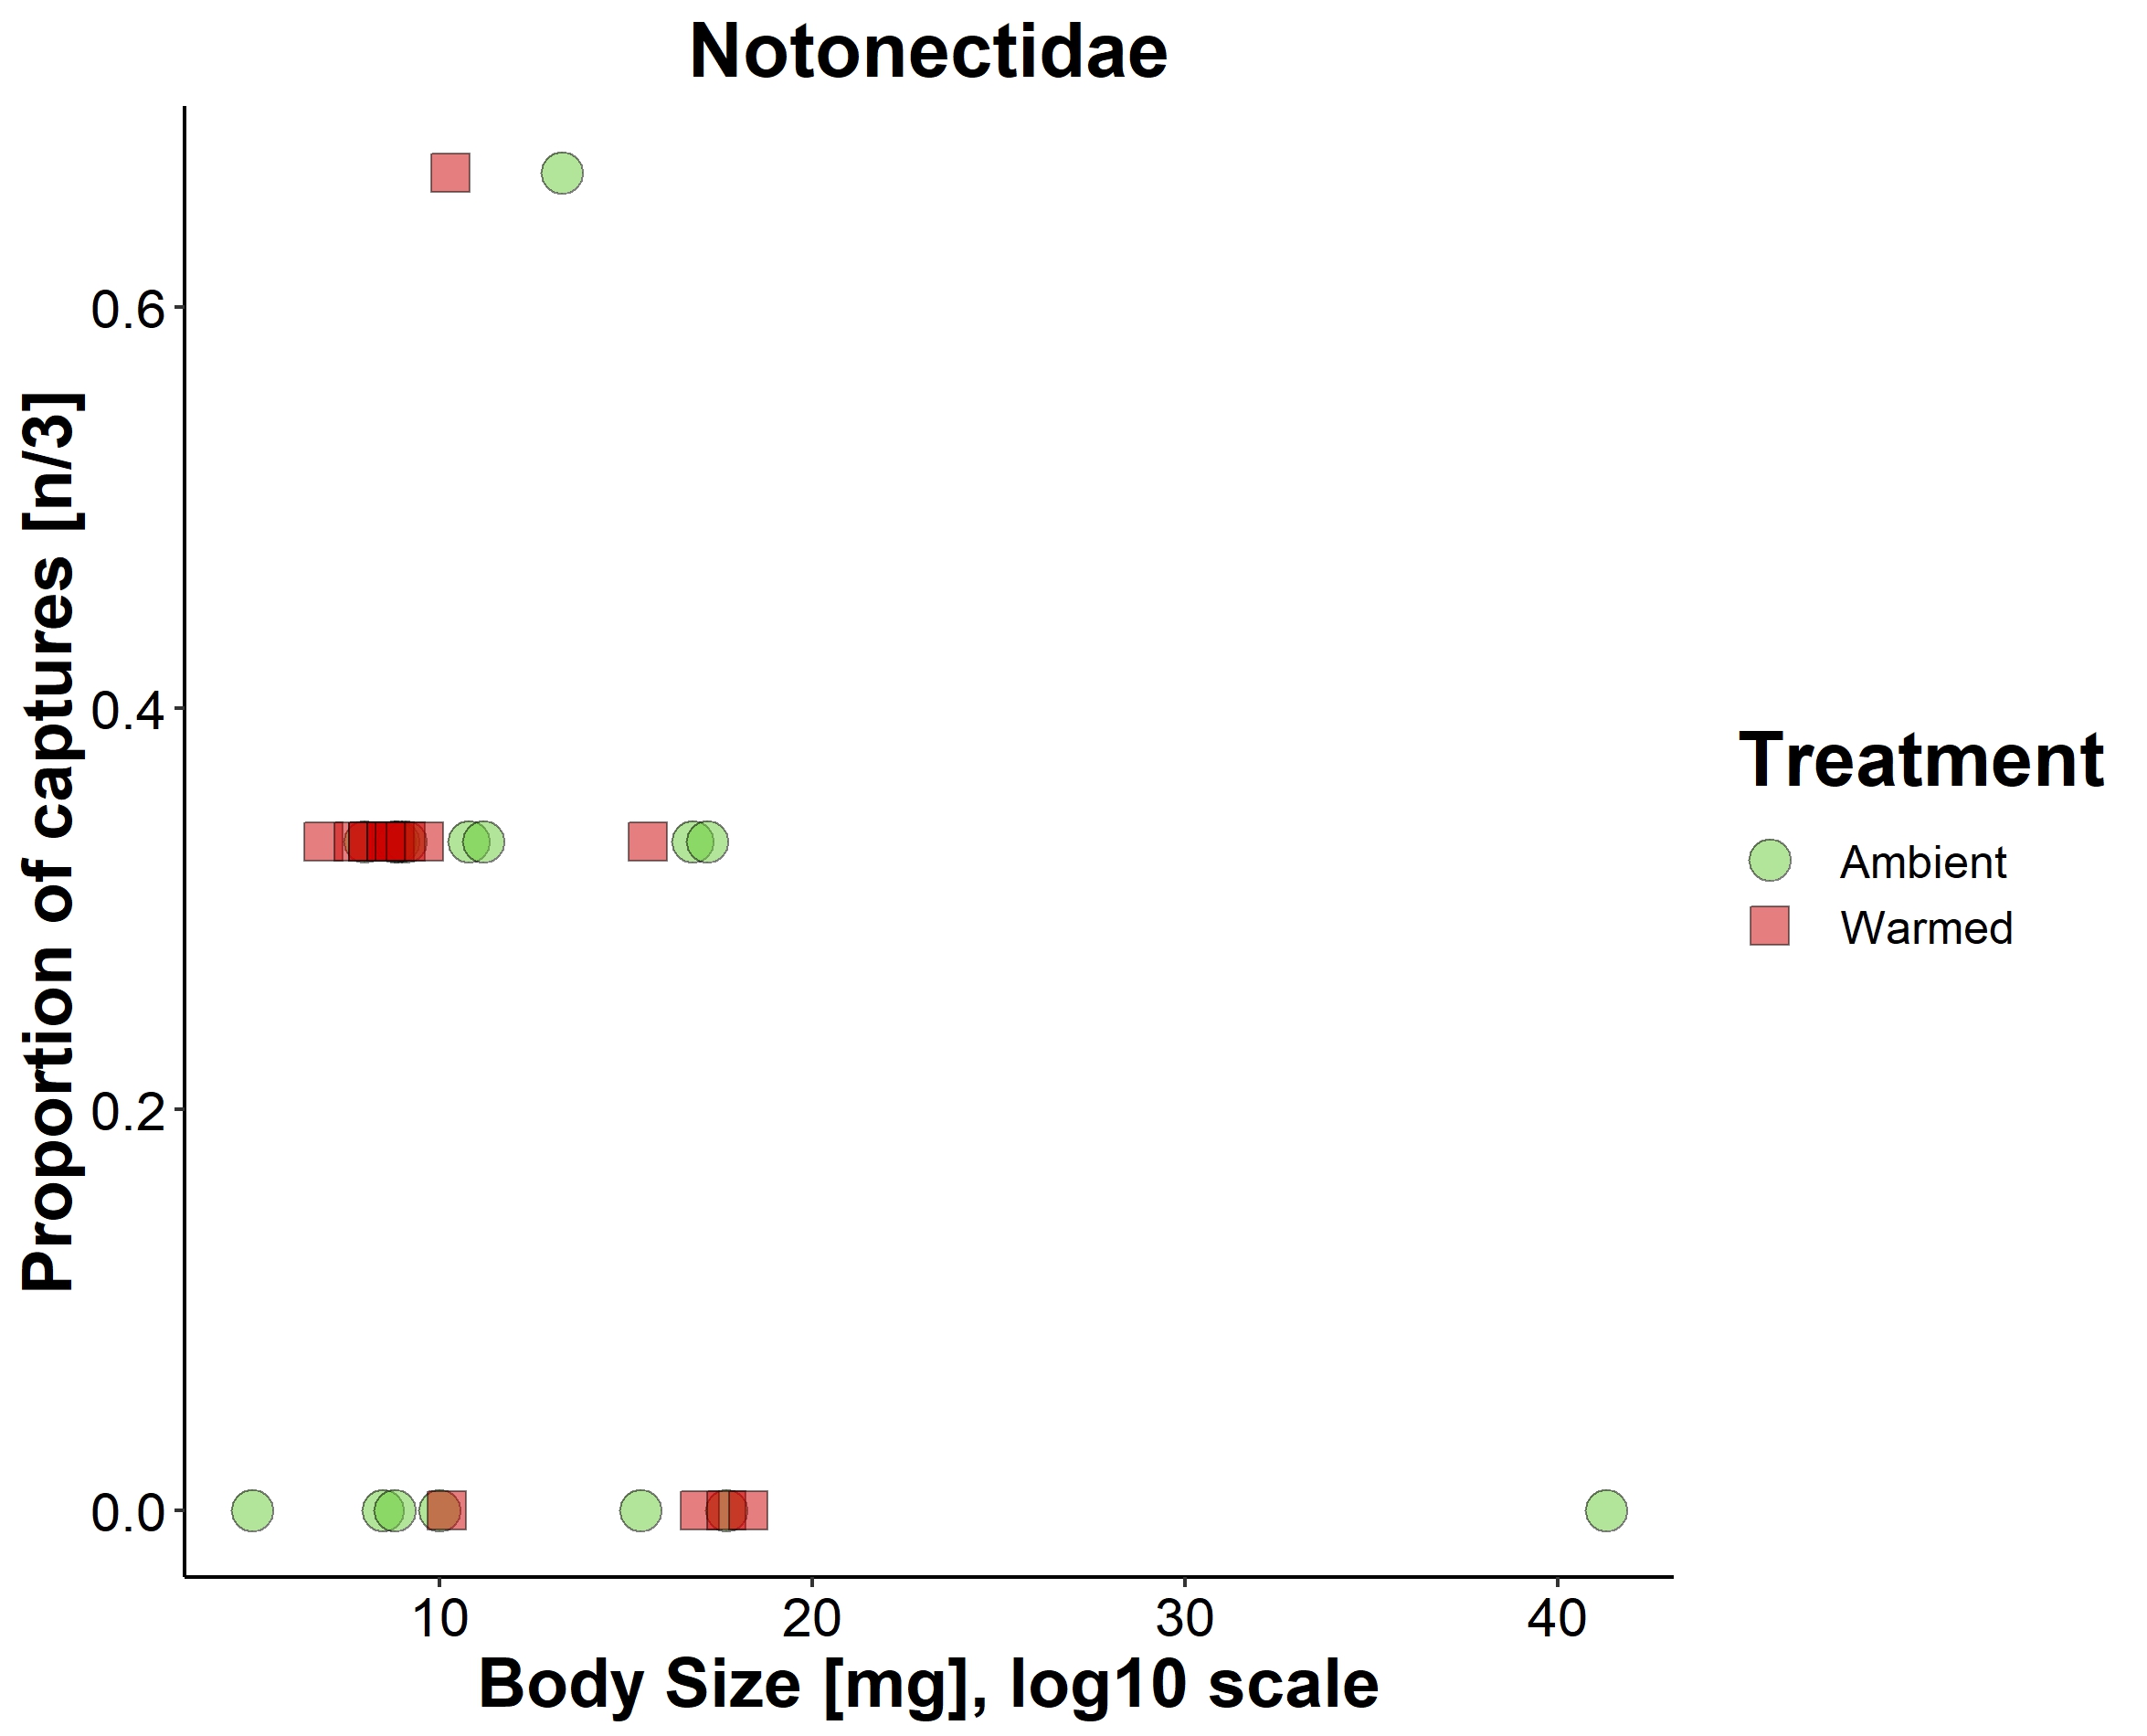 Notonectidae
Proportion of captures [n/3]
0.6
0.4
0.2
0.0
10 20 30 40
Body Size [mg], log10 scale
Treatment
Ambient
Warmed